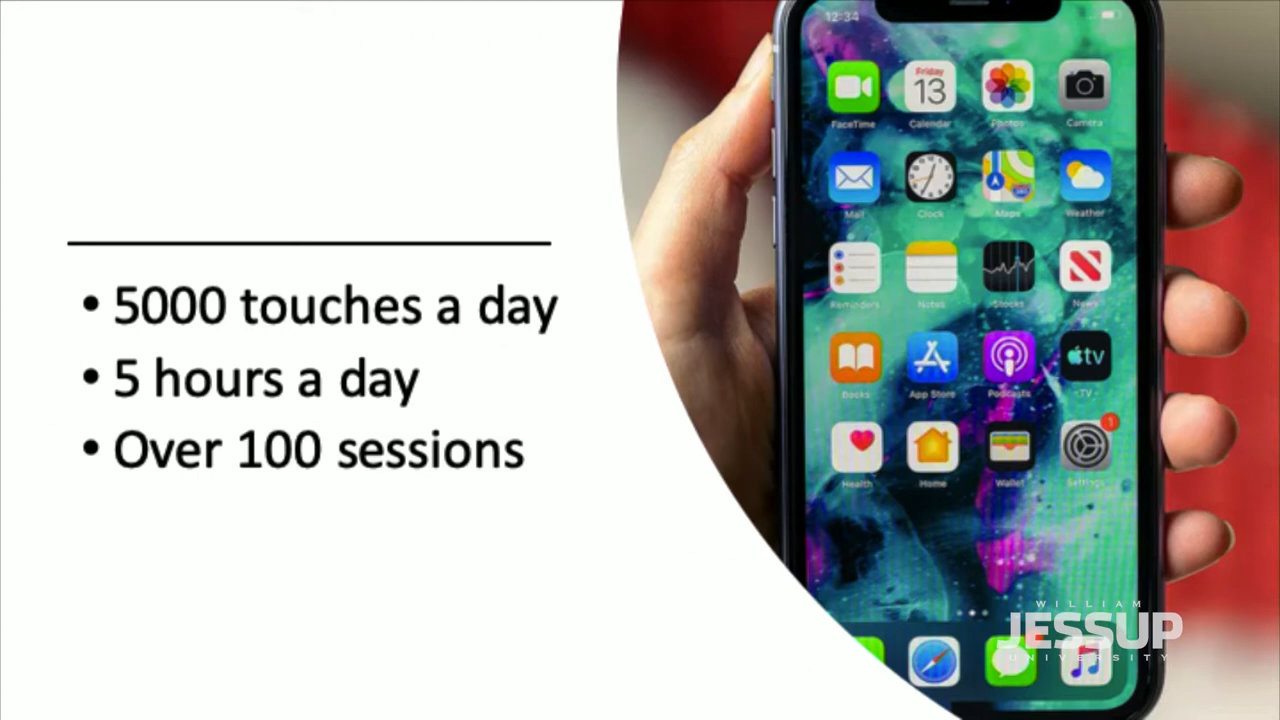 • 5000 touches a day
• 5 hours a day
• Over 100 sessions
12:34
Friday
13
FaceTime Calendar Photos Camera
Mail Clock Maps Weather
Reminders Notes Stocks News
tv
Books App Store Podcasts TV
1
Health Home Wallet Settings
WILLIAM
JESSUP
UNIVERSITY